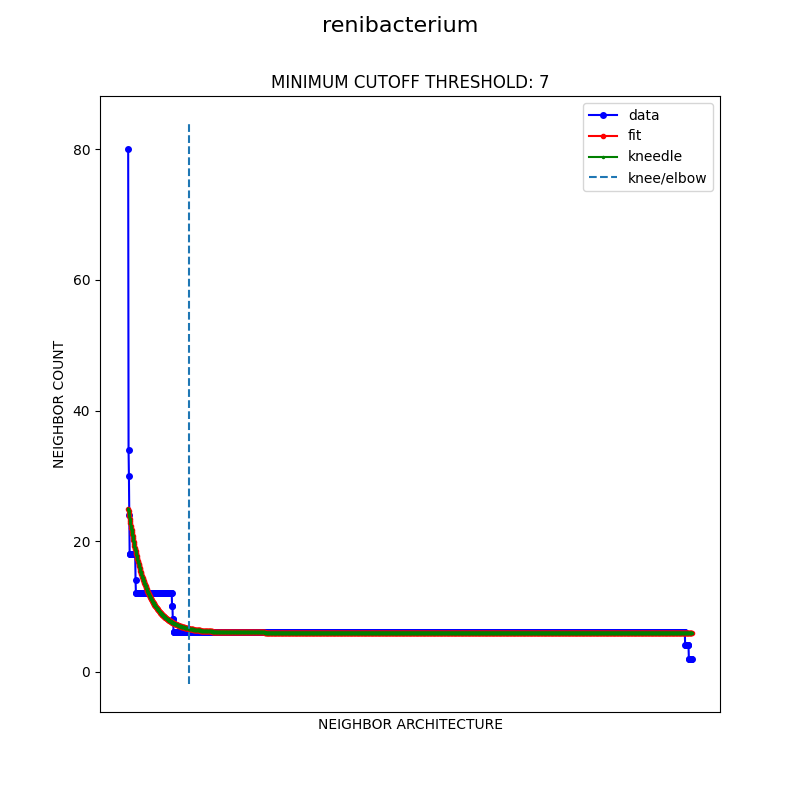 renibacterium
MINIMUM CUTOFF THRESHOLD: 7
data
fit
kneedle
knee/elbow
80
60
40
20
0
NEIGHBOR COUNT
NEIGHBOR ARCHITECTURE